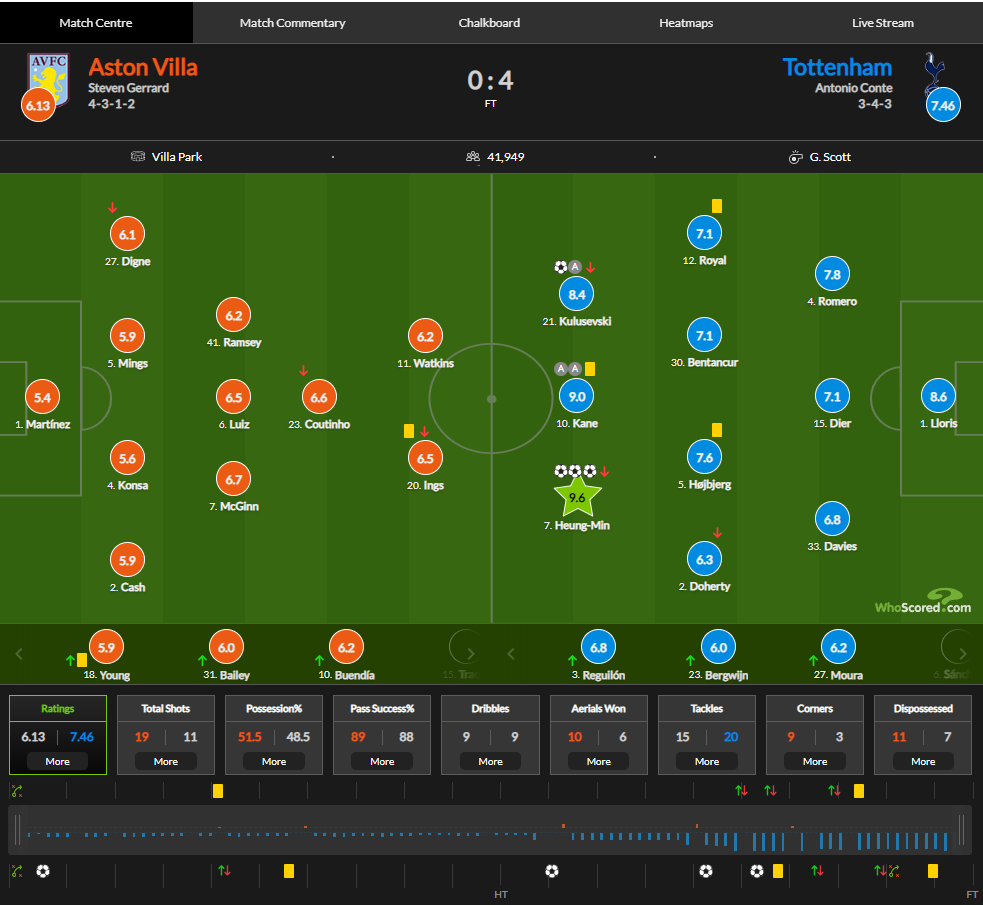 Match Centre
Match Commentary
Chalkboard
Heatmaps
Live Stream
AVFC
6.13
Aston Villa
Steven Gerrard
4-3-1-2
0:4
FT
Tottenham
Antonio Conte
3-4-3
7.46
Villa Park
41,949
G. Scott
6.1
27. Digne
5.9
5. Mings
5.4
1. Martínez
5.6
4. Konsa
5.9
2. Cash
6.2
41. Ramsey
6.5
6. Luiz
6.7
7. McGinn
6.6
23. Coutinho
6.2
11. Watkins
6.5
20. Ings
A
8.4
21. Kulusevski
A A
9.0
10. Kane
9.6
7. Heung-Min
7.1
12. Royal
7.1
30. Bentancur
7.6
5. Højbjerg
6.3
2. Doherty
7.8
4. Romero
7.1
15. Dier
6.8
33. Davies
8.6
1. Lloris
WhoScored.com
5.9
18. Young
6.0
31. Bailey
6.2
10. Buendía
15. Tra
6.8
3. Reguilón
6.0
23. Bergwijn
6.2
27. Moura
6. Sánc
Ratings
6.13 7.46
More
Total Shots
19 11
More
Possession%
51.5 48.5
More
Pass Success%
89 88
More
Dribbles
9 9
More
Aerials Won
10 6
More
Tackles
15 20
More
Corners
9 3
More
Dispossessed
11 7
More
HT
FT